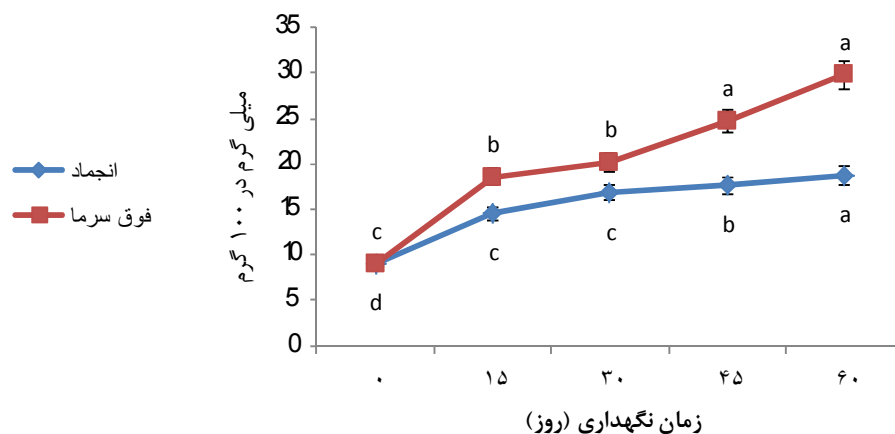 میلی گرم در ۱۰۰ گرم
35
30
25
20
15
10
5
0
a
a
b
b
c
a
b
c
c
d
انجماد
فوق سرما
۰ ۱۵ ۳۰ ۴۵ ۶۰
زمان نگهداری (روز)